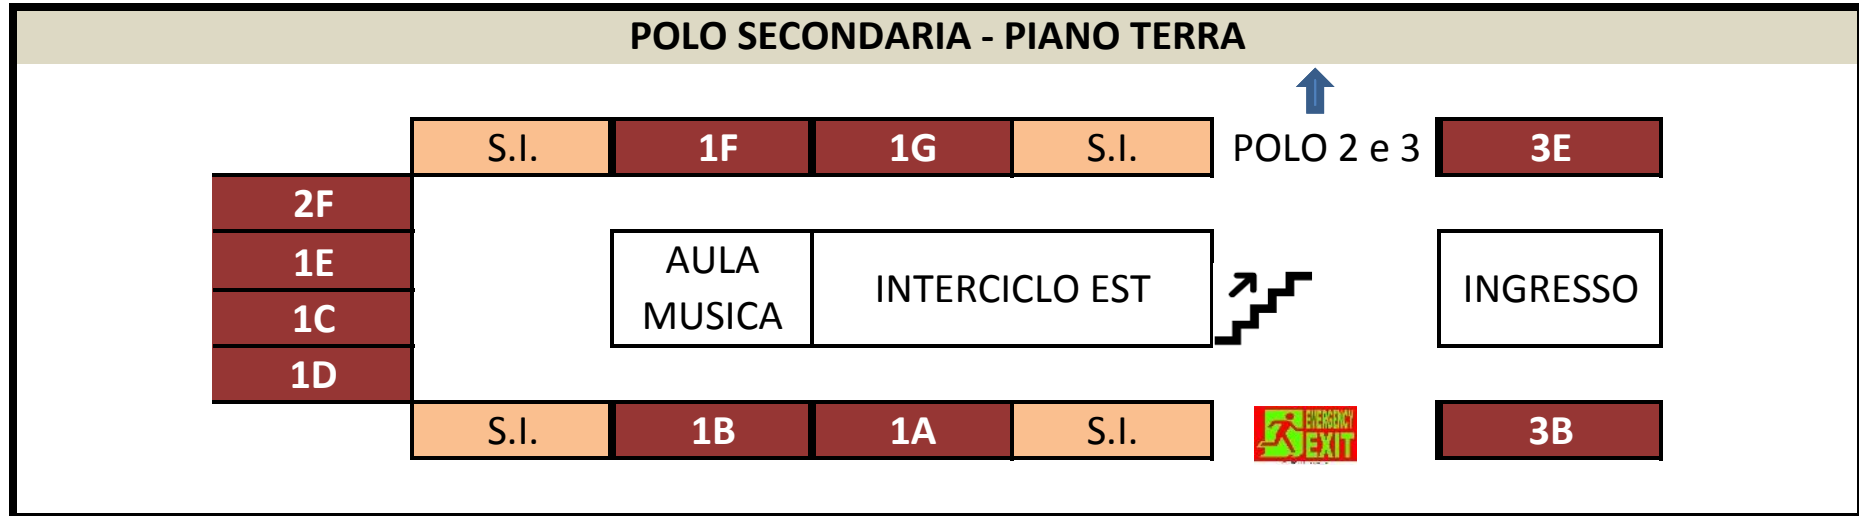 POLO SECONDARIA - PIANO TERRA
S.I. 1F 1G S.I. POLO 2 e 3 3E
2F
1E
1C
1D
AULA
MUSICA
INTERCICLO EST
INGRESSO
S.I. 1B 1A S.I.
EMERGENCY
EXIT
3B